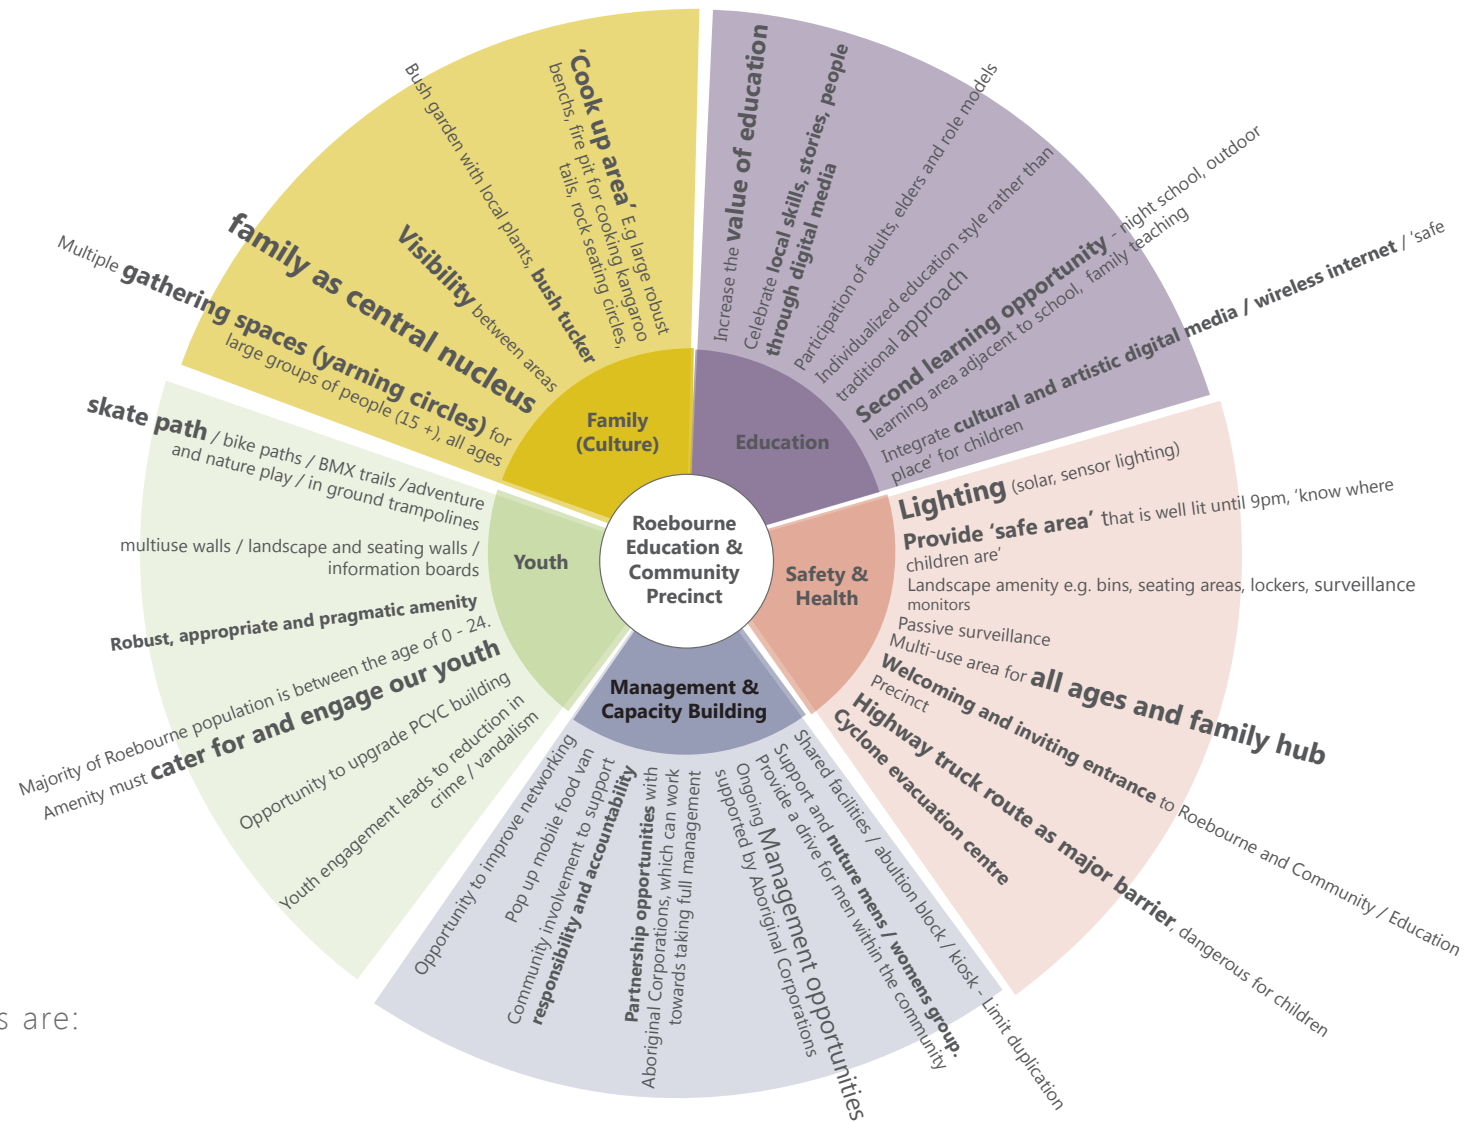 Roebourne
Education &
Community
Precinct
Family
(Culture)
Multiple gathering spaces (yarning circles) for
large groups of people (15 +), all ages
family as central nucleus
Visibility between areas
Bush garden with local plants, bush tucker
‘Cook up area’ E.g large robust
benchs, fire pit for cooking kangaroo
tails, rock seating circles,
Education
Increase the value of education
Celebrate local skills, stories, people
through digital media
Participation of adults, elders and role models
Individualized education style rather than
traditional approach
Second learning opportunity - night school, outdoor
learning area adjacent to school, family teaching
Integrate cultural and artistic digital media / wireless internet / ‘safe
place’ for children
Safety &
Health
Lighting (solar, sensor lighting)
Provide ‘safe area’ that is well lit until 9pm, ‘know where
children are’
Landscape amenity e.g. bins, seating areas, lockers, surveillance
monitors
Passive surveillance
Multi-use area for all ages and family hub
Welcoming and inviting entrance to Roebourne and Community / Education
Precinct
Highway truck route as major barrier, dangerous for children
Cyclone evacuation centre
Management &
Capacity Building
Shared facilities / abultion block / kiosk - Limit duplication
Support and nuture mens / womens group.
Provide a drive for men within the community
Ongoing Management opportunities
supported by Aboriginal Corporations
Partnership opportunities with
Aboriginal Corporations, which can work
towards taking full management
Community involvement to support
responsibility and accountability
Pop up mobile food van
Opportunity to improve networking
Youth
skate path / bike paths / BMX trails /adventure
and nature play / in ground trampolines
multiuse walls / landscape and seating walls /
information boards
Robust, appropriate and pragmatic amenity
Majority of Roebourne population is between the age of 0 - 24.
Amenity must cater for and engage our youth
Opportunity to upgrade PCYC building
Youth engagement leads to reduction in
crime / vandalism
s are: